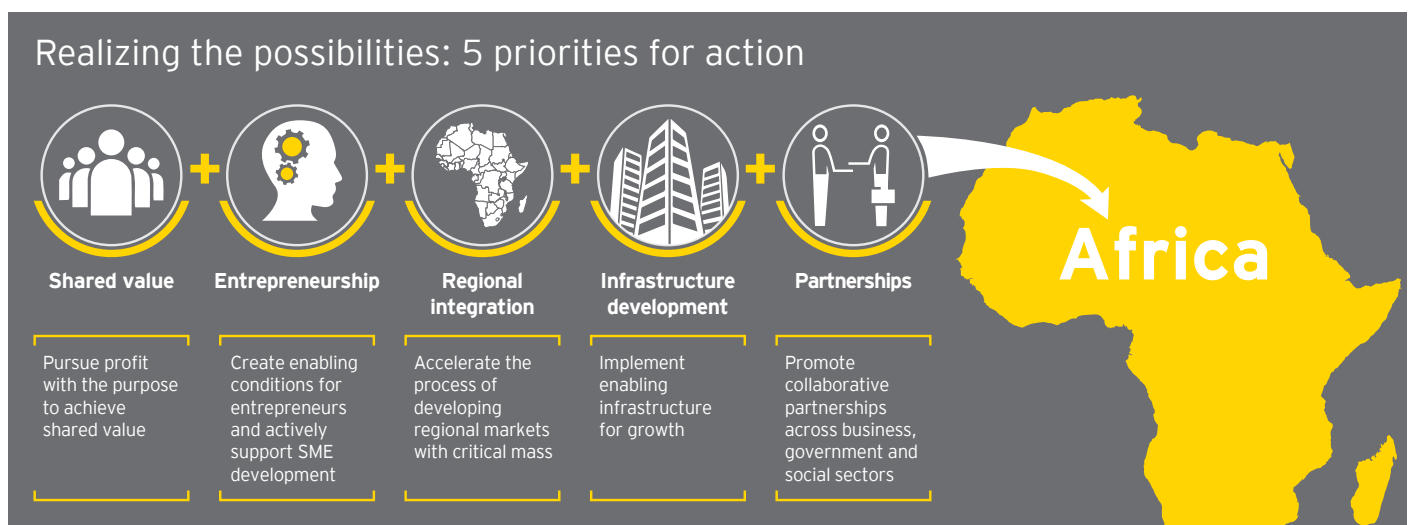 Realizing the possibilities: 5 priorities for action
Shared value
Entrepreneurship
Regional
integration
Infrastructure
development
Partnerships
Africa
Pursue profit
with the purpose
to achieve
shared value
Create enabling
conditions for
entrepreneurs
and actively
support SME
development
Accelerate the
process of
developing
regional markets
with critical mass
Implement
enabling
infrastructure
for growth
Promote
collaborative
partnerships
across business,
government and
social sectors